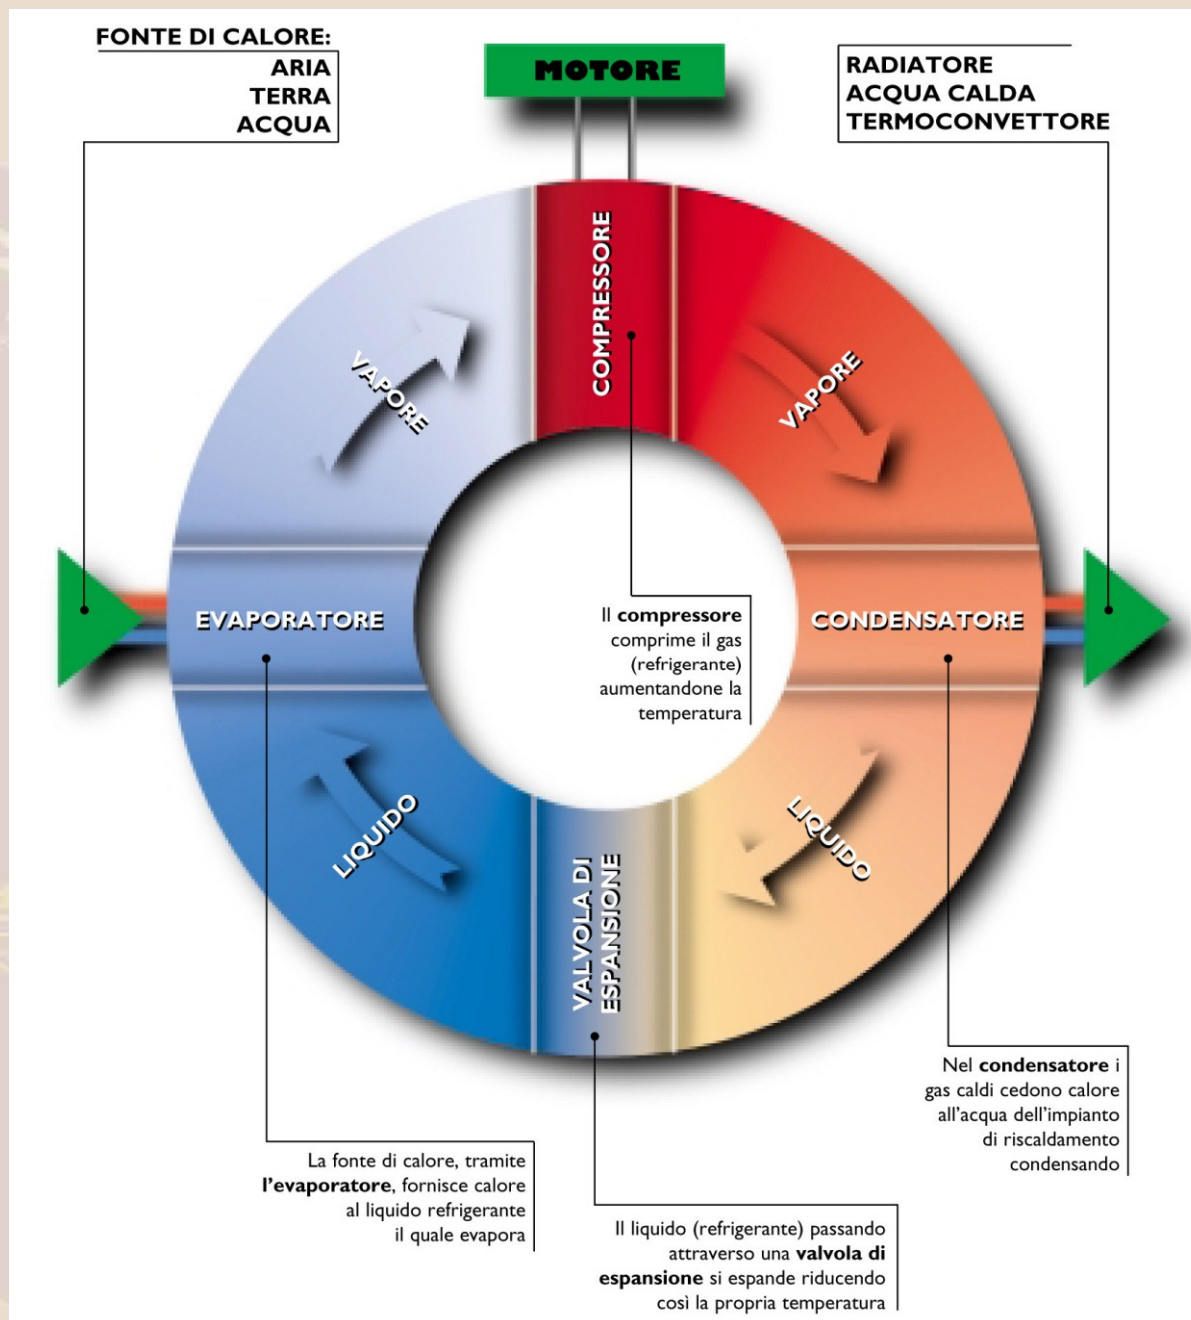 FONTE DI CALORE:
ARIA
TERRA
ACQUA
MOTORE
RADIATORE
ACQUA CALDA
TERMOCONVETTORE
COMPRESSORE
VAPORE
VAPORE
EVAPORATORE
Il compressore
comprime il gas
(refrigerante)
aumentandone la
temperatura
CONDENSATORE
LIQUIDO
LIQUIDO
VALVOLA DI
ESPANSIONE
Nel condensatore i
gas caldi cedono calore
all'acqua dell'impianto
di riscaldamento
condensando
La fonte di calore, tramite
l'evaporatore, fornisce calore
al liquido refrigerante
il quale evapora
Il liquido (refrigerante) passando
attraverso una valvola di
espansione si espande riducendo
così la propria temperatura